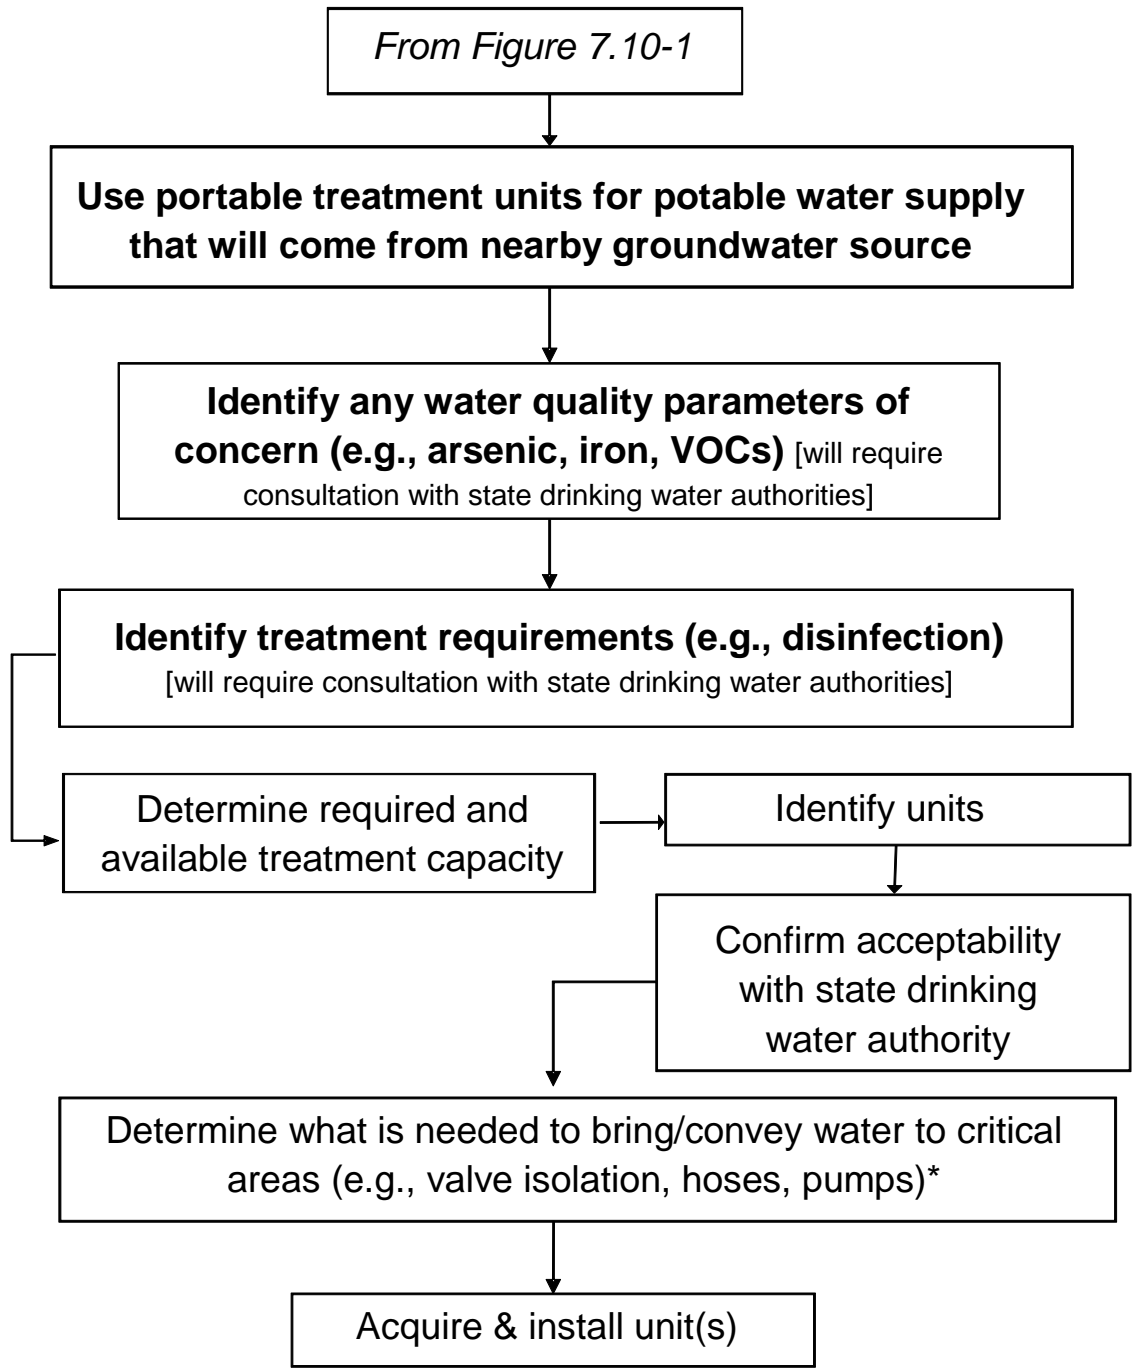 From Figure 7.10-1
Use portable treatment units for potable water supply
that will come from nearby groundwater source
Identify any water quality parameters of
concern (e.g., arsenic, iron, VOCs) [will require
consultation with state drinking water authorities]
Identify treatment requirements (e.g., disinfection)
[will require consultation with state drinking water authorities]
Determine required and
available treatment capacity
Identify units
Confirm acceptability
with state drinking
water authority
Determine what is needed to bring/convey water to critical
areas (e.g., valve isolation, hoses, pumps)*
Acquire & install unit(s)